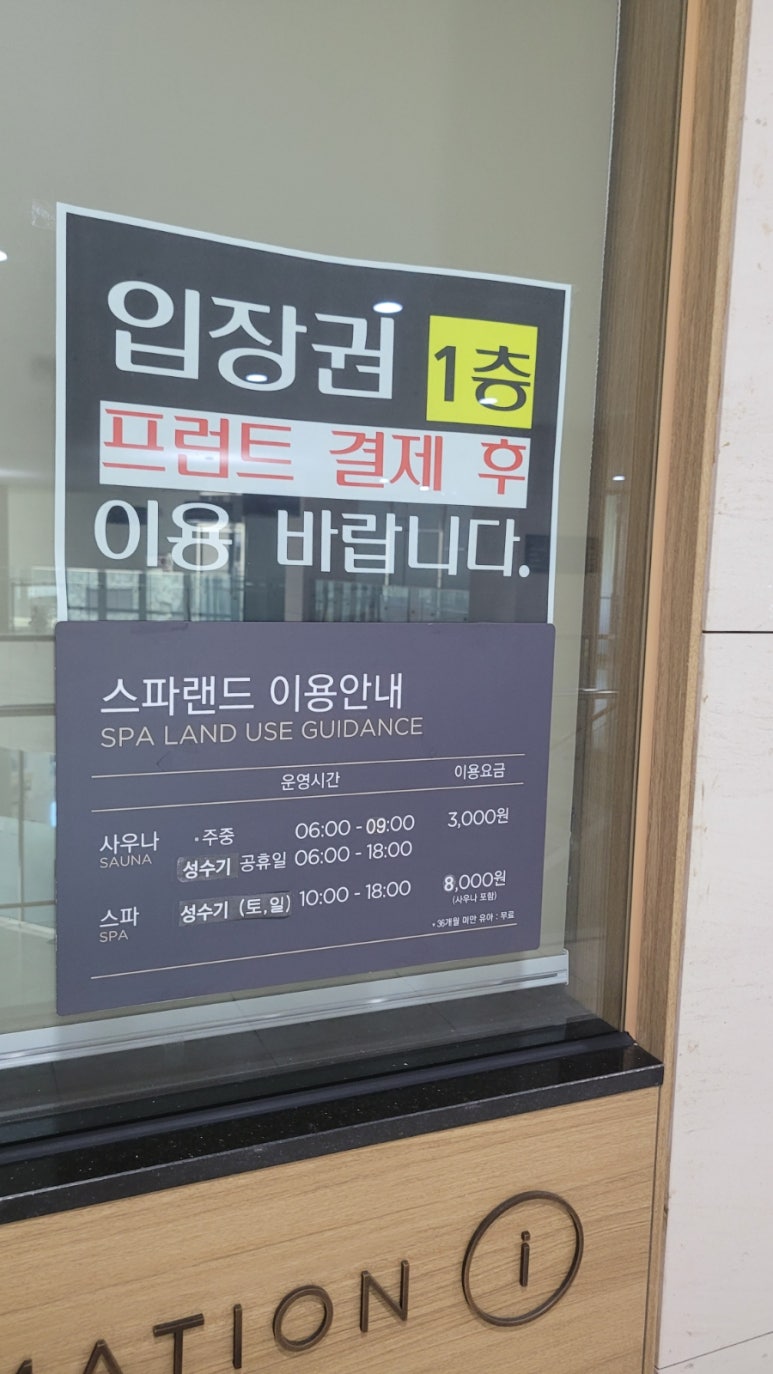 입장권 1층
프런트 결제 후
이용 바랍니다.
스파랜드 이용안내
SPA LAND USE GUIDANCE
운영시간 이용요금
사우나 · 주중 06:00 - 09:00 3,000원
SAUNA
성수기 공휴일 06:00 - 18:00
스파 성수기 (토,일) 10:00 - 18:00 8,000원
SPA
(사우나 포함)
• 36개월 미만 유아 : 무료
MATION i